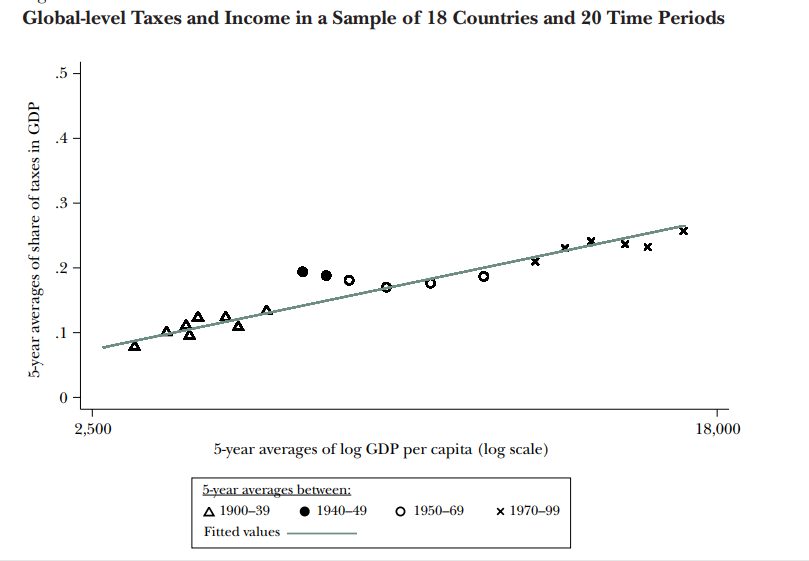 Global-level Taxes and Income in a Sample of 18 Countries and 20 Time Periods
5-year averages of share of taxes in GDP
.5
.4
.3
.2
.1
0
2,500
18,000
5-year averages of log GDP per capita (log scale)
5-year averages between:
1900–39
1940–49
1950–69
1970–99
Fitted values